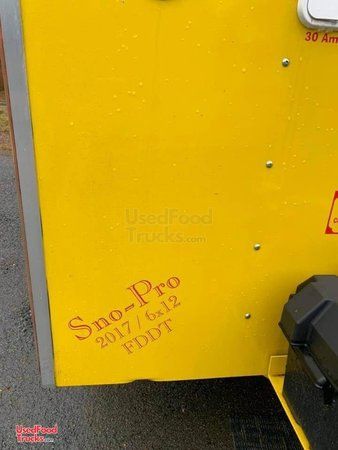 30 Am
UsedFood
Trucks.com
Sno-Pro
2017 / 6x12
FDDT
UsedFood
Trucks.com